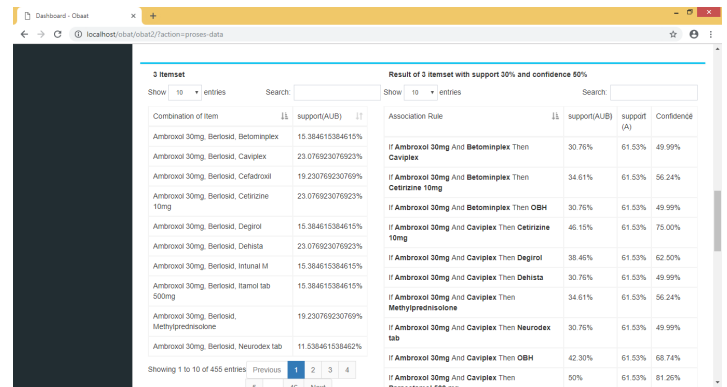 Dashboard - Obaat
localhost/obat/obat2/?action=proses-data
3 Itemset
Show 10 entries Search:
Combination of Item support(AUB)
Ambroxol 30mg, Berlosid, Betominplex 15.384615384615%
Ambroxol 30mg, Berlosid, Caviplex 23.076923076923%
Ambroxol 30mg, Berlosid, Cefadroxil 19.230769230769%
Ambroxol 30mg, Berlosid, Cetirizine 23.076923076923%
10mg
Ambroxol 30mg, Berlosid, Degirol 15.384615384615%
Ambroxol 30mg, Berlosid, Dehista 23.076923076923%
Ambroxol 30mg, Berlosid, Intunal M 15.384615384615%
Ambroxol 30mg, Berlosid, Itamol tab 15.384615384615%
500mg
Ambroxol 30mg, Berlosid, 19.230769230769%
Methylprednisolone
Ambroxol 30mg, Berlosid, Neurodex tab 11.538461538462%
Showing 1 to 10 of 455 entries Previous 1 2 3 4
5 46 Next
Result of 3 itemset with support 30% and confidence 50%
Show 10 entries Search:
Association Rule support(AUB) support Confidence
(A)
If Ambroxol 30mg And Betominplex Then 30.76% 61.53% 49.99%
Caviplex
If Ambroxol 30mg And Betominplex Then 34.61% 61.53% 56.24%
Cetirizine 10mg
If Ambroxol 30mg And Betominplex Then OBH 30.76% 61.53% 49.99%
If Ambroxol 30mg And Caviplex Then Cetirizine 46.15% 61.53% 75.00%
10mg
If Ambroxol 30mg And Caviplex Then Degirol 38.46% 61.53% 62.50%
If Ambroxol 30mg And Caviplex Then Dehista 30.76% 61.53% 49.99%
If Ambroxol 30mg And Caviplex Then 34.61% 61.53% 56.24%
Methylprednisolone
If Ambroxol 30mg And Caviplex Then Neurodex 30.76% 61.53% 49.99%
tab
If Ambroxol 30mg And Caviplex Then OBH 42.30% 61.53% 68.74%
If Ambroxol 30mg And Caviplex Then 50% 61.53% 81.26%
Paracetamol 500 mg